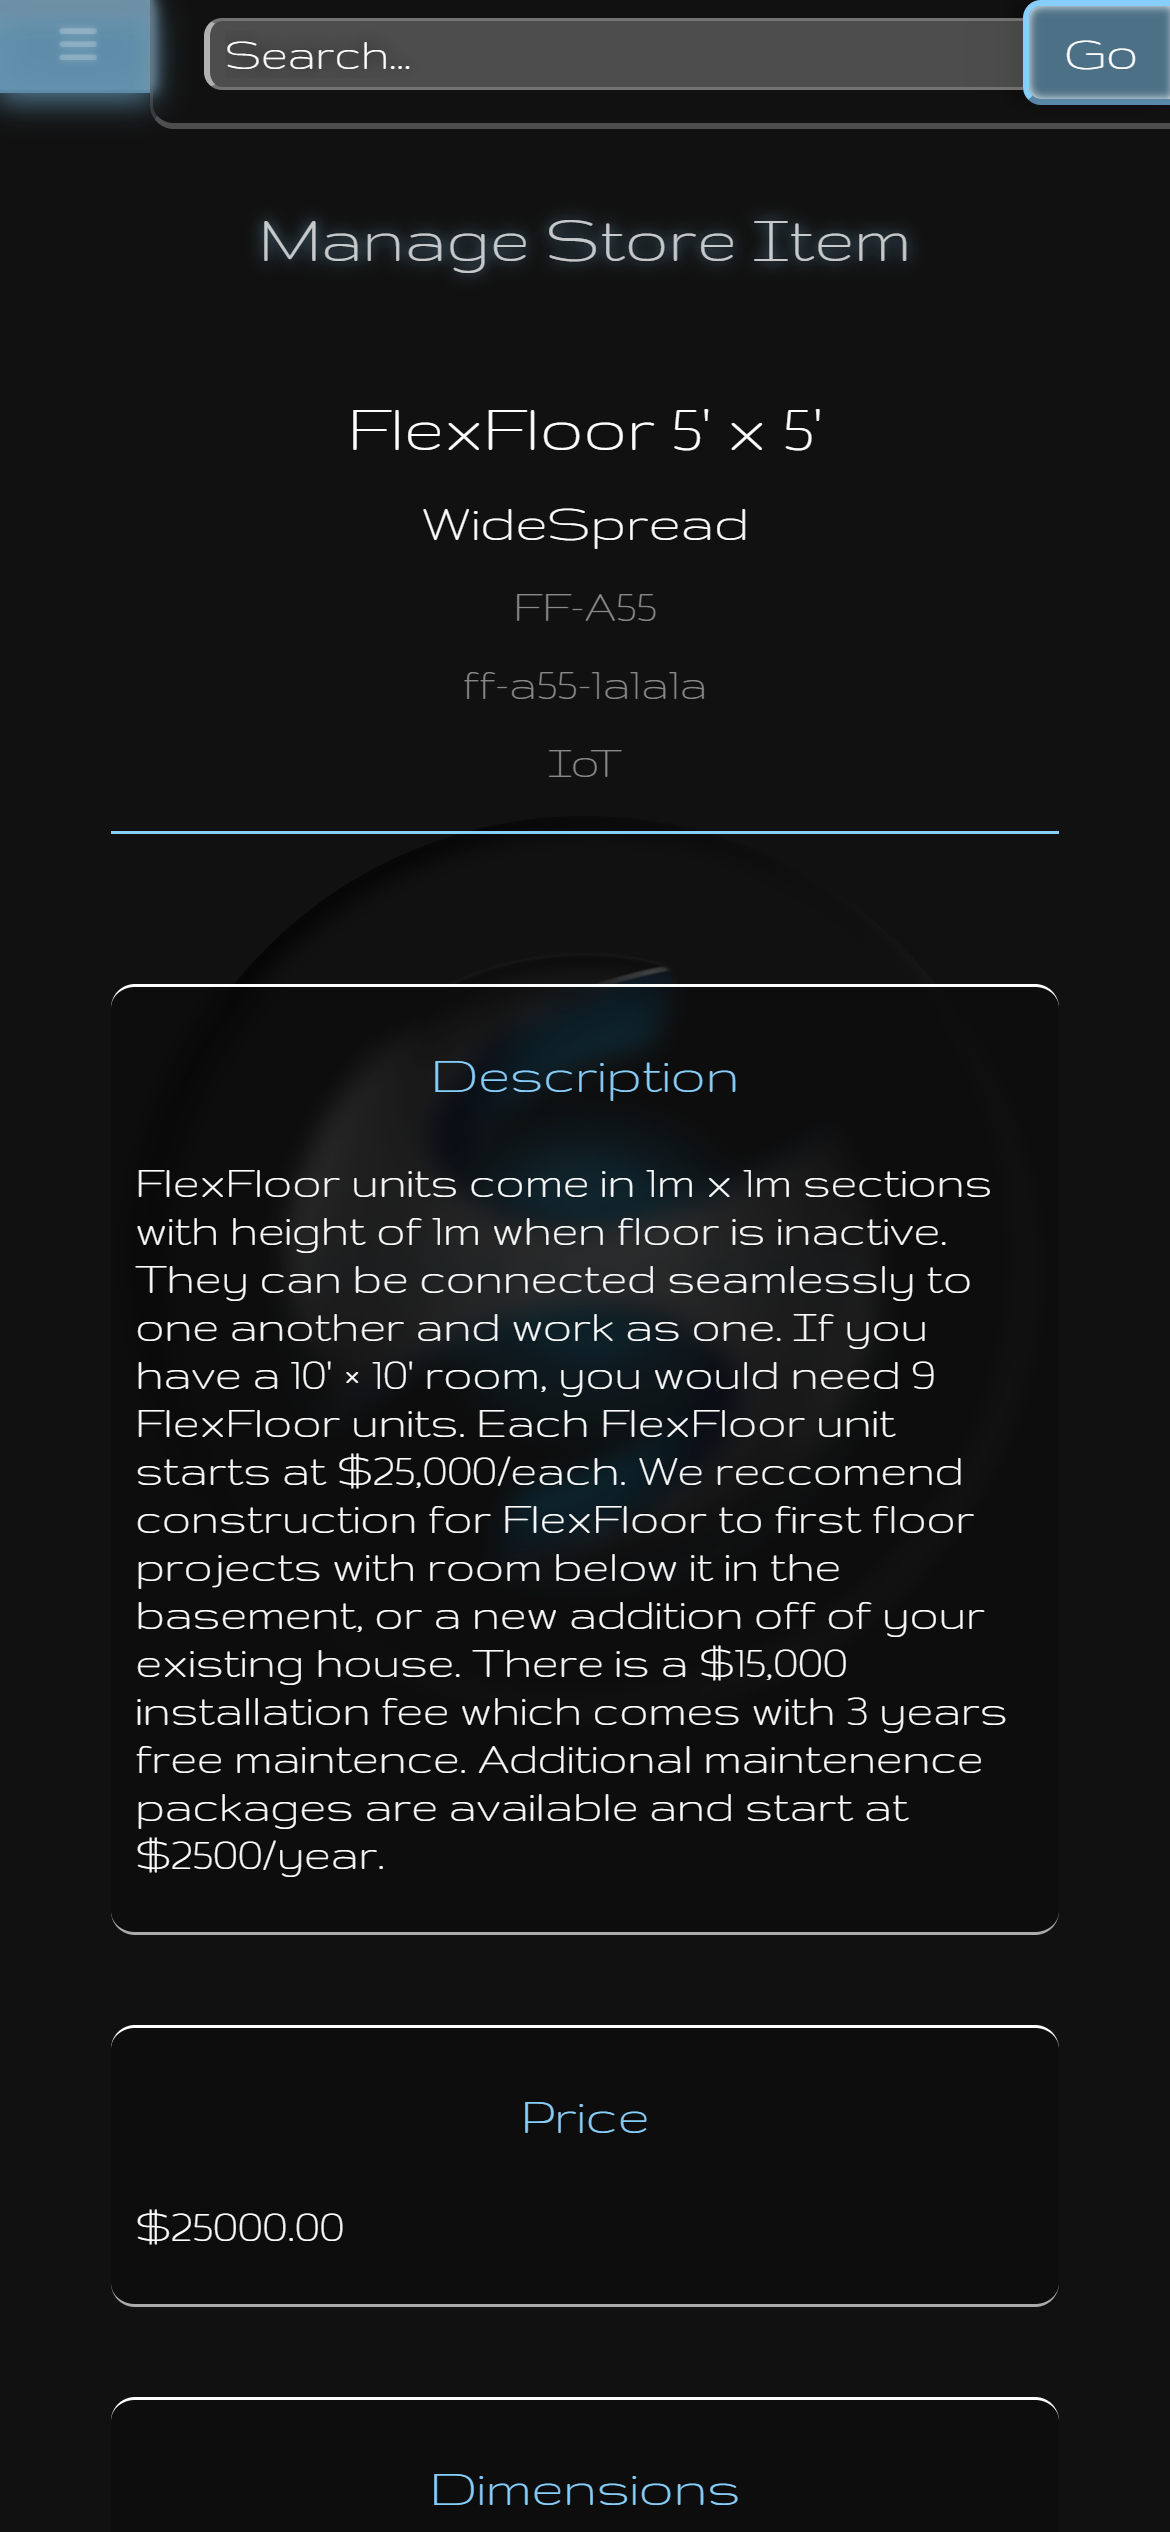 Search...
Go
Manage Store Item
FlexFloor 5' x 5'
WideSpread
FF-A55
ff-a55-1a1a1a
IoT
Description
FlexFloor units come in 1m x 1m sections
with height of 1m when floor is inactive.
They can be connected seamlessly to
one another and work as one. If you
have a 10' × 10' room, you would need 9
FlexFloor units. Each FlexFloor unit
starts at $25,000/each. We reccomend
construction for FlexFloor to first floor
projects with room below it in the
basement, or a new addition off of your
existing house. There is a $15,000
installation fee which comes with 3 years
free maintence. Additional maintenence
packages are available and start at
$2500/year.
Price
$25000.00
Dimensions